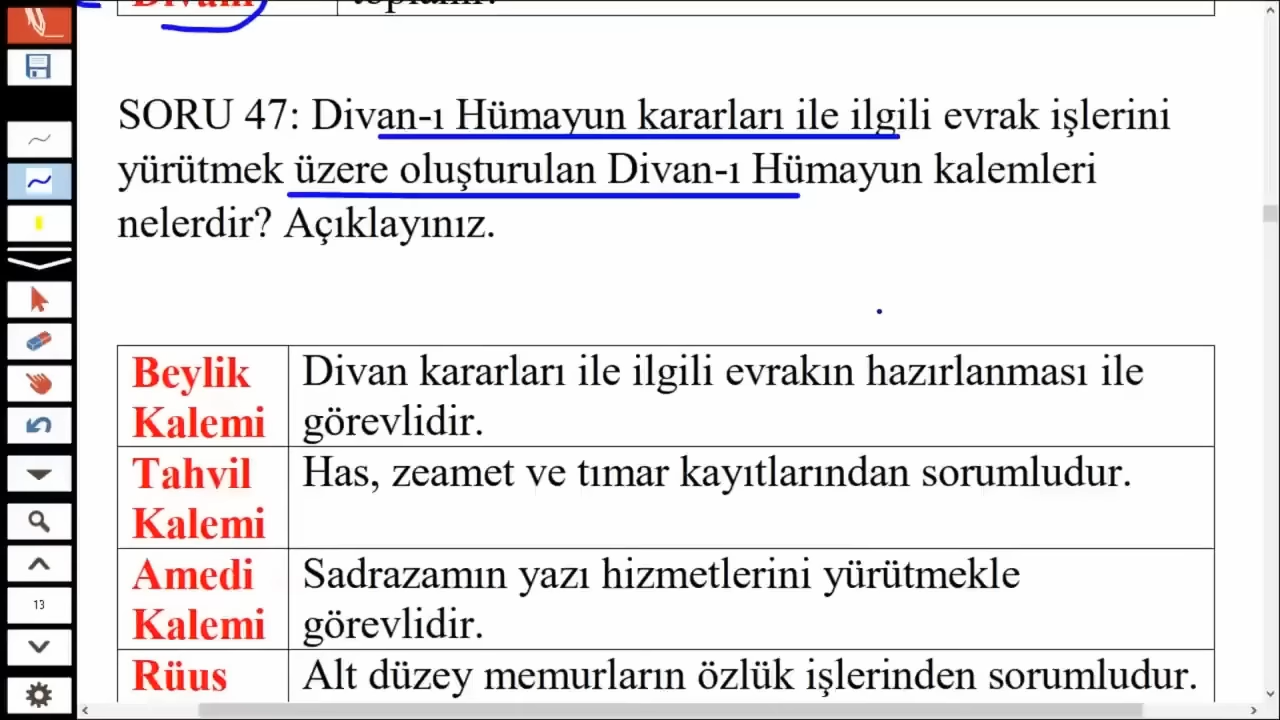 Divanı
toplanır.
SORU 47: Divan-ı Hümayun kararları ile ilgili evrak işlerini
yürütmek üzere oluşturulan Divan-ı Hümayun kalemleri
nelerdir? Açıklayınız.
Beylik Kalemi
Divan kararları ile ilgili evrakın hazırlanması ile
görevlidir.
Tahvil Kalemi
Has, zeamet ve tımar kayıtlarından sorumludur.
Amedi Kalemi
Sadrazamın yazı hizmetlerini yürütmekle
görevlidir.
Rüus
Alt düzey memurların özlük işlerinden sorumludur.
13